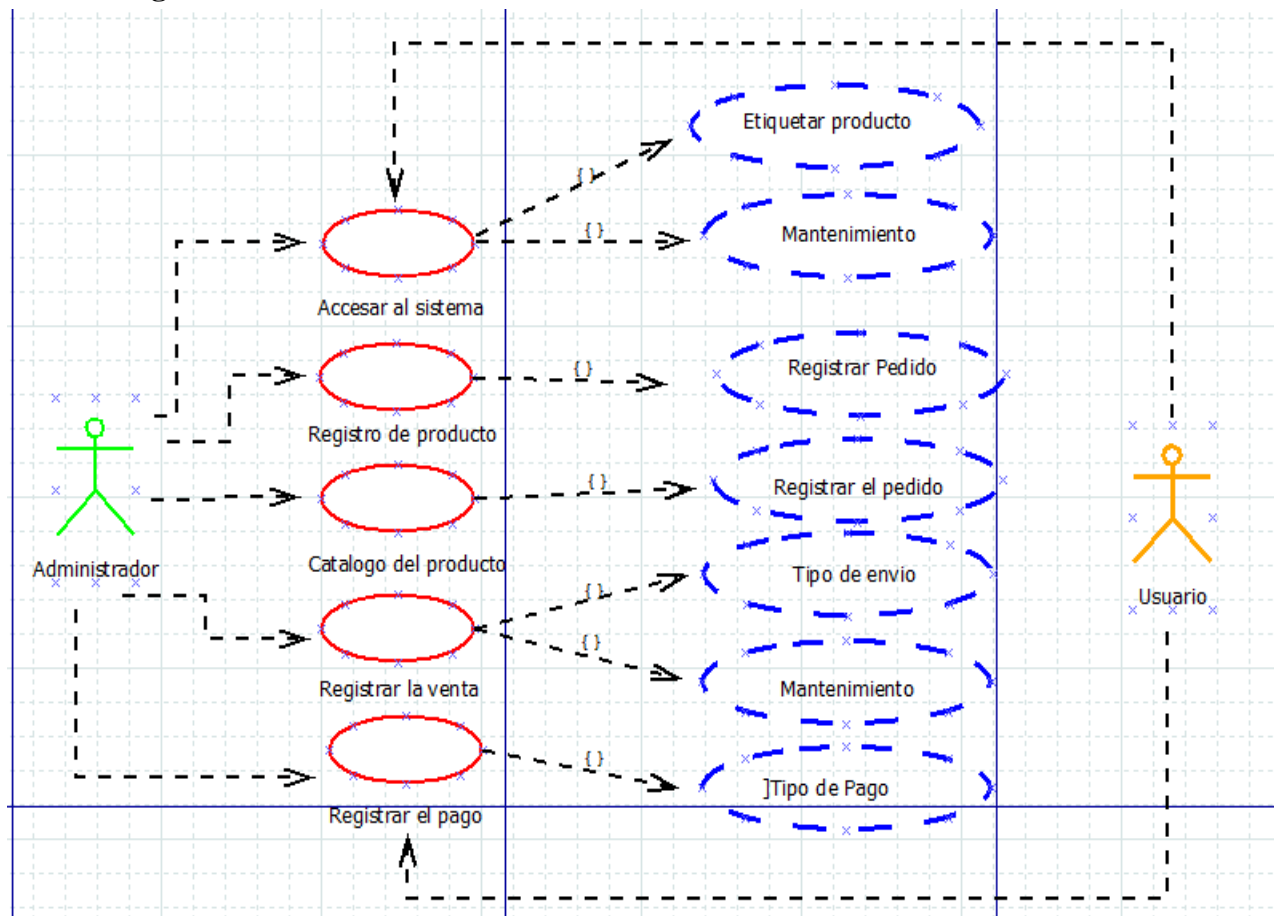 Etiquetar producto
{ }
Mantenimiento
{ }
Accesar al sistema
Registrar Pedido
{ }
Registro de producto
Registrar el pedido
{ }
Catalogo del producto
Administrador
Tipo de envio
{ }
Usuario
{ }
Registrar la venta
Mantenimiento
{ }
]Tipo de Pago
Registrar el pago